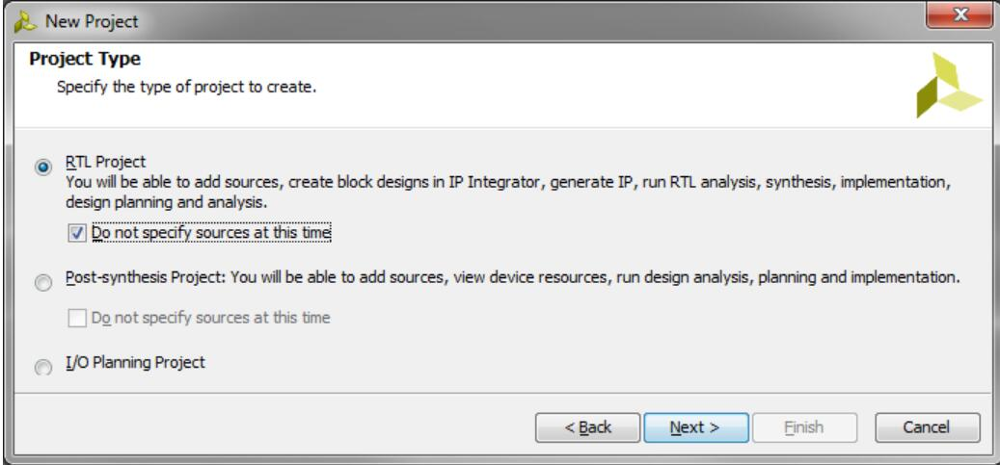 New Project
Project Type
Specify the type of project to create.
RTL Project
You will be able to add sources, create block designs in IP Integrator, generate IP, run RTL analysis, synthesis, implementation,
design planning and analysis.
Do not specify sources at this time
Post-synthesis Project: You will be able to add sources, view device resources, run design analysis, planning and implementation.
Do not specify sources at this time
I/O Planning Project
< Back Next > Finish Cancel